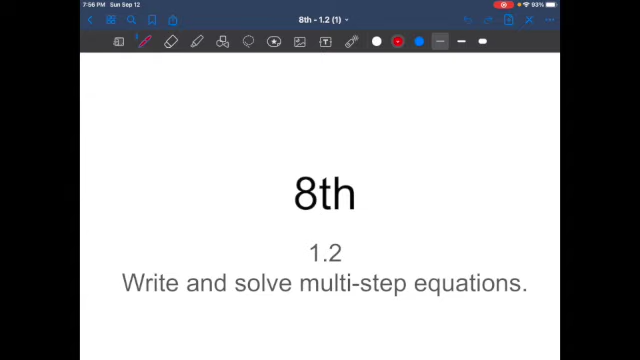 7:56 PM Sun Sep 12
93%
8th - 1.2 (1)
8th
1.2
Write and solve multi-step equations.